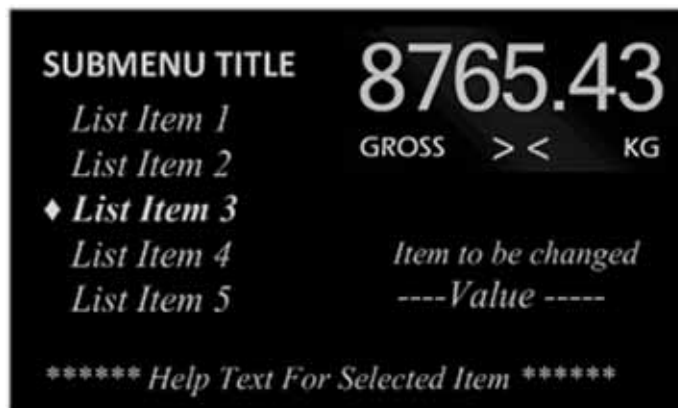 SUBMENU TITLE
List Item 1
List Item 2
♦ List Item 3
List Item 4
List Item 5
8765.43
GROSS > < KG
Item to be changed
----Value -----
****** Help Text For Selected Item ******